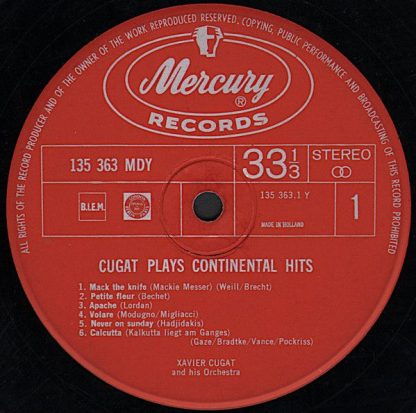 ALL RIGHTS OF THE RECORD PRODUCER AND OF THE OWNER OF THE WORK REPRODUCED RESERVED, COPYING, PUBLIC PERFORMANCE AND BROADCASTING OF THIS RECORD PROHIBITED
Mercury
®
RECORDS
135 363 MDY
33 1/3
STEREO
B.I.E.M.
135 363.1 Y
MADE IN HOLLAND
1
CUGAT PLAYS CONTINENTAL HITS
1. Mack the knife (Mackie Messer) (Weill/Brecht)
2. Petite fleur (Bechet)
3. Apache (Lordan)
4. Volare (Modugno/Migliacci)
5. Never on sunday (Hadjidakis)
6. Calcutta (Kalkutta liegt am Ganges)
(Gaze/Bradtke/Vance/Pockriss)
XAVIER CUGAT
and his Orchestra